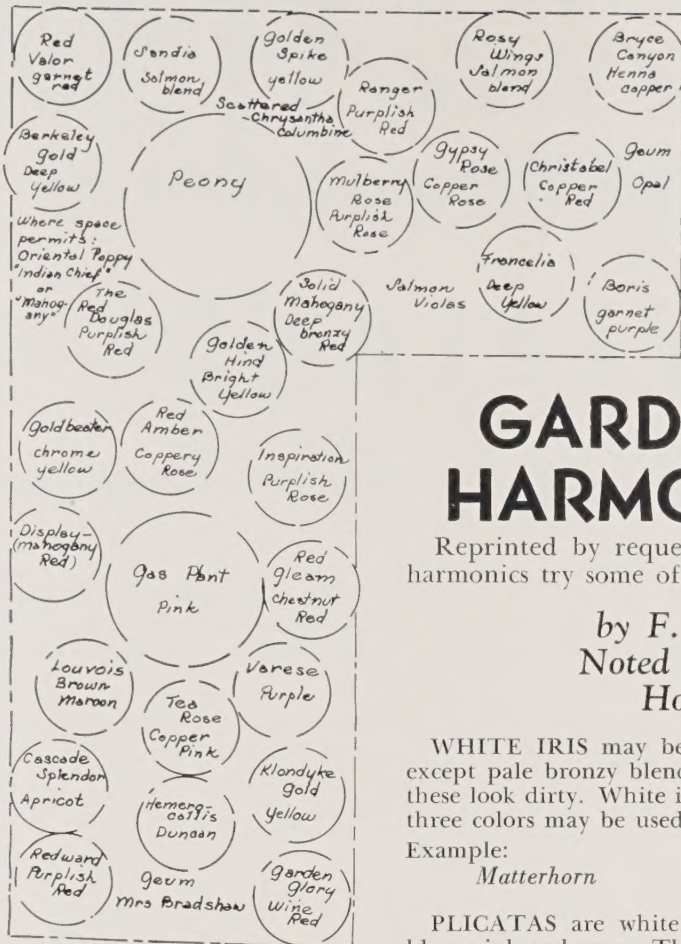 Red
Valor
garnet
red
Sandia
Salmon
blend
Golden
Spike
yellow
Rosy
Wings
Salmon
blend
Bryce
Canyon
Henna
copper
Scattered
Chrysantha
Columbine
Ranger
Purplish
Red
Berkeley
Gold
Deep
Yellow
Peony
Mulberry
Rose
Purplish
Rose
Gypsy
Rose
Copper
Rose
Christabel
Copper
Red
Geum
Opal
Where space
permits:
Oriental Poppy
"Indian Chief"
or
"Mahog-
any"
The
Red
Douglas
Purplish
Red
Golden
Hind
Bright
Yellow
Solid
Mahogany
Deep
bronzy
Red
Salmon
Violas
Francelia
Deep
Yellow
Boris
garnet
purple
Goldbeater
chrome
yellow
Red
Amber
Coppery
Rose
Inspiration
Purplish
Rose
Display-
(mahogany
Red)
Gas Plant
Pink
Red
Gleam
Chestnut
Red
Louvois
Brown
Maroon
Tea
Rose
Copper
Pink
Varese
Purple
Cascade
Splendor
Apricot
Hemero-
callis
Duncan
Klondyke
Gold
Yellow
Redward
Purplish
Red
Geum
Mrs Bradshaw
Garden
Glory
Wine
Red
GARD
HARMO
Reprinted by reque
harmonics try some of
by F.
Noted
Ho
WHITE IRIS may be
except pale bronzy blend
these look dirty. White i
three colors may be used
Example:
Matterhorn
PLICATAS are white